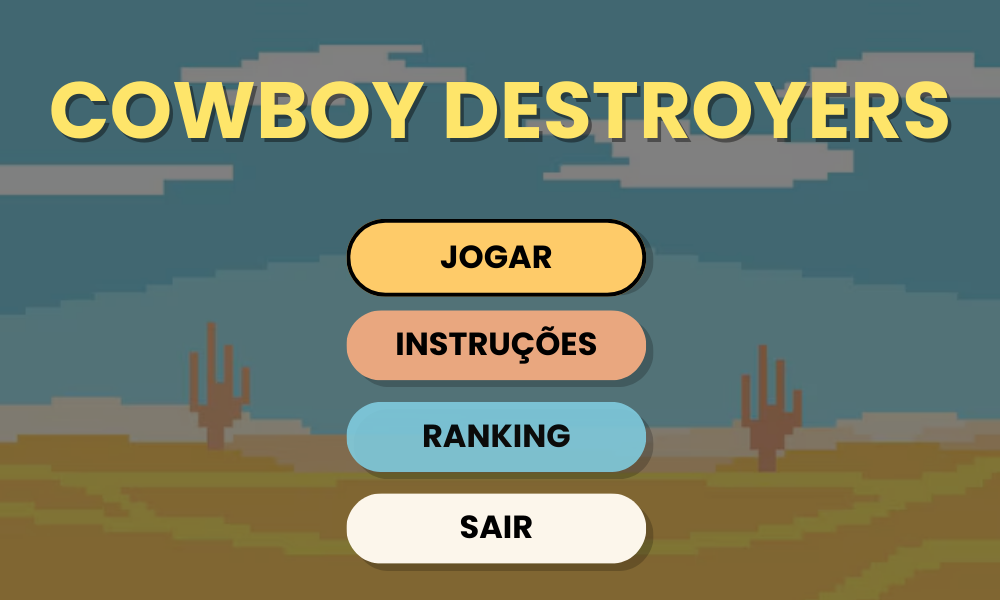 COWBOY DESTROYERS
JOGAR
INSTRUÇÕES
RANKING
SAIR